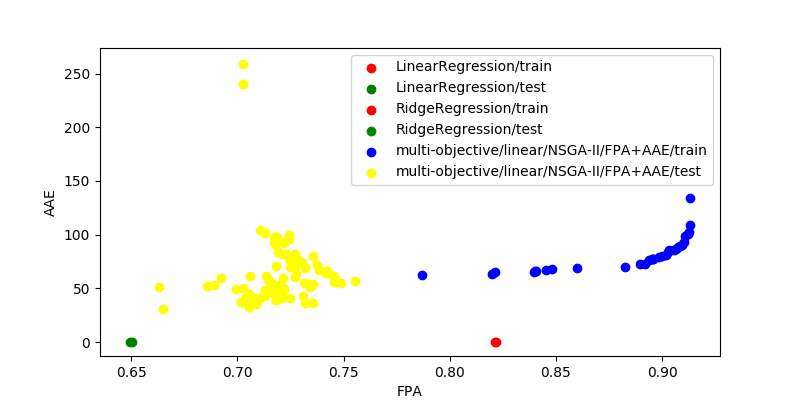 LinearRegression/train
LinearRegression/test
RidgeRegression/train
RidgeRegression/test
multi-objective/linear/NSGA-II/FPA+AAE/train
multi-objective/linear/NSGA-II/FPA+AAE/test
AAE
250
200
150
100
50
0
0.65 0.70 0.75 0.80 0.85 0.90
FPA